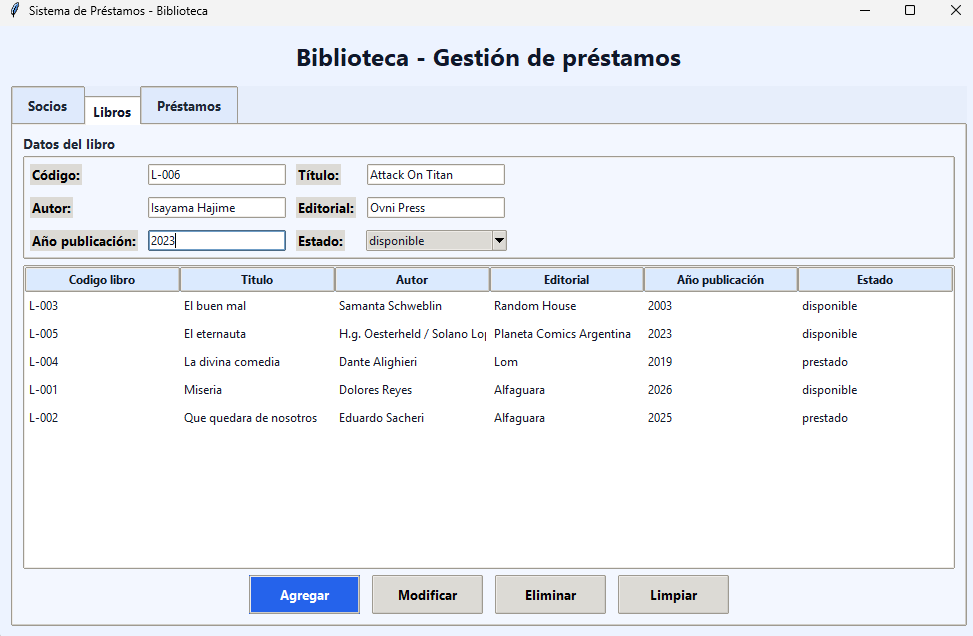 Sistema de Préstamos - Biblioteca
Biblioteca - Gestión de préstamos
Socios Libros Préstamos
Datos del libro
Código: L-006 Título: Attack On Titan
Autor: Isayama Hajime Editorial: Ovni Press
Año publicación: 2023 Estado: disponible
Codigo libro Titulo Autor Editorial Año publicación Estado
L-003 El buen mal Samanta Schweblin Random House 2003 disponible
L-005 El eternauta H.g. Oesterheld / Solano Lop Planeta Comics Argentina 2023 disponible
L-004 La divina comedia Dante Alighieri Lom 2019 prestado
L-001 Miseria Dolores Reyes Alfaguara 2026 disponible
L-002 Que quedara de nosotros Eduardo Sacheri Alfaguara 2025 prestado
Agregar Modificar Eliminar Limpiar